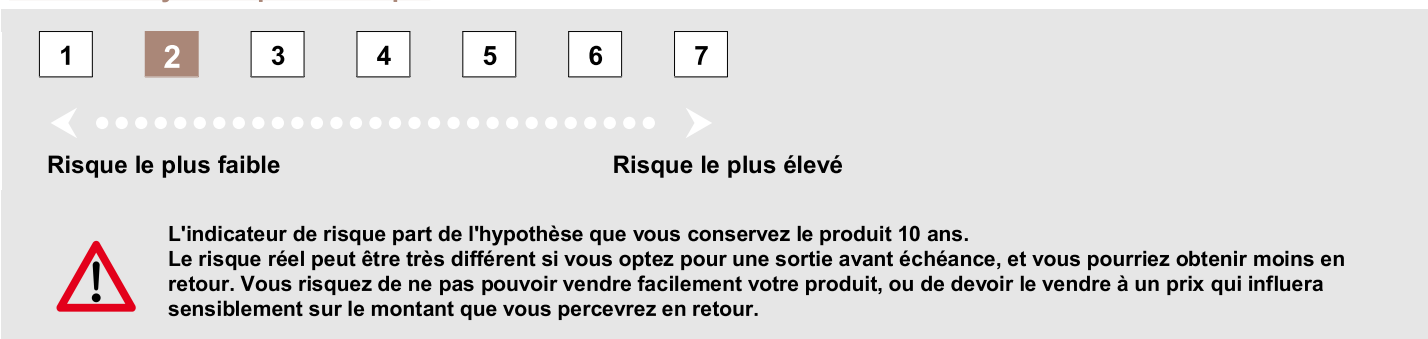 1 2 3 4 5 6 7
Risque le plus faible Risque le plus élevé
L'indicateur de risque part de l'hypothèse que vous conservez le produit 10 ans.
Le risque réel peut être très différent si vous optez pour une sortie avant échéance, et vous pourriez obtenir moins en
retour. Vous risquez de ne pas pouvoir vendre facilement votre produit, ou de devoir le vendre à un prix qui influera
sensiblement sur le montant que vous percevrez en retour.